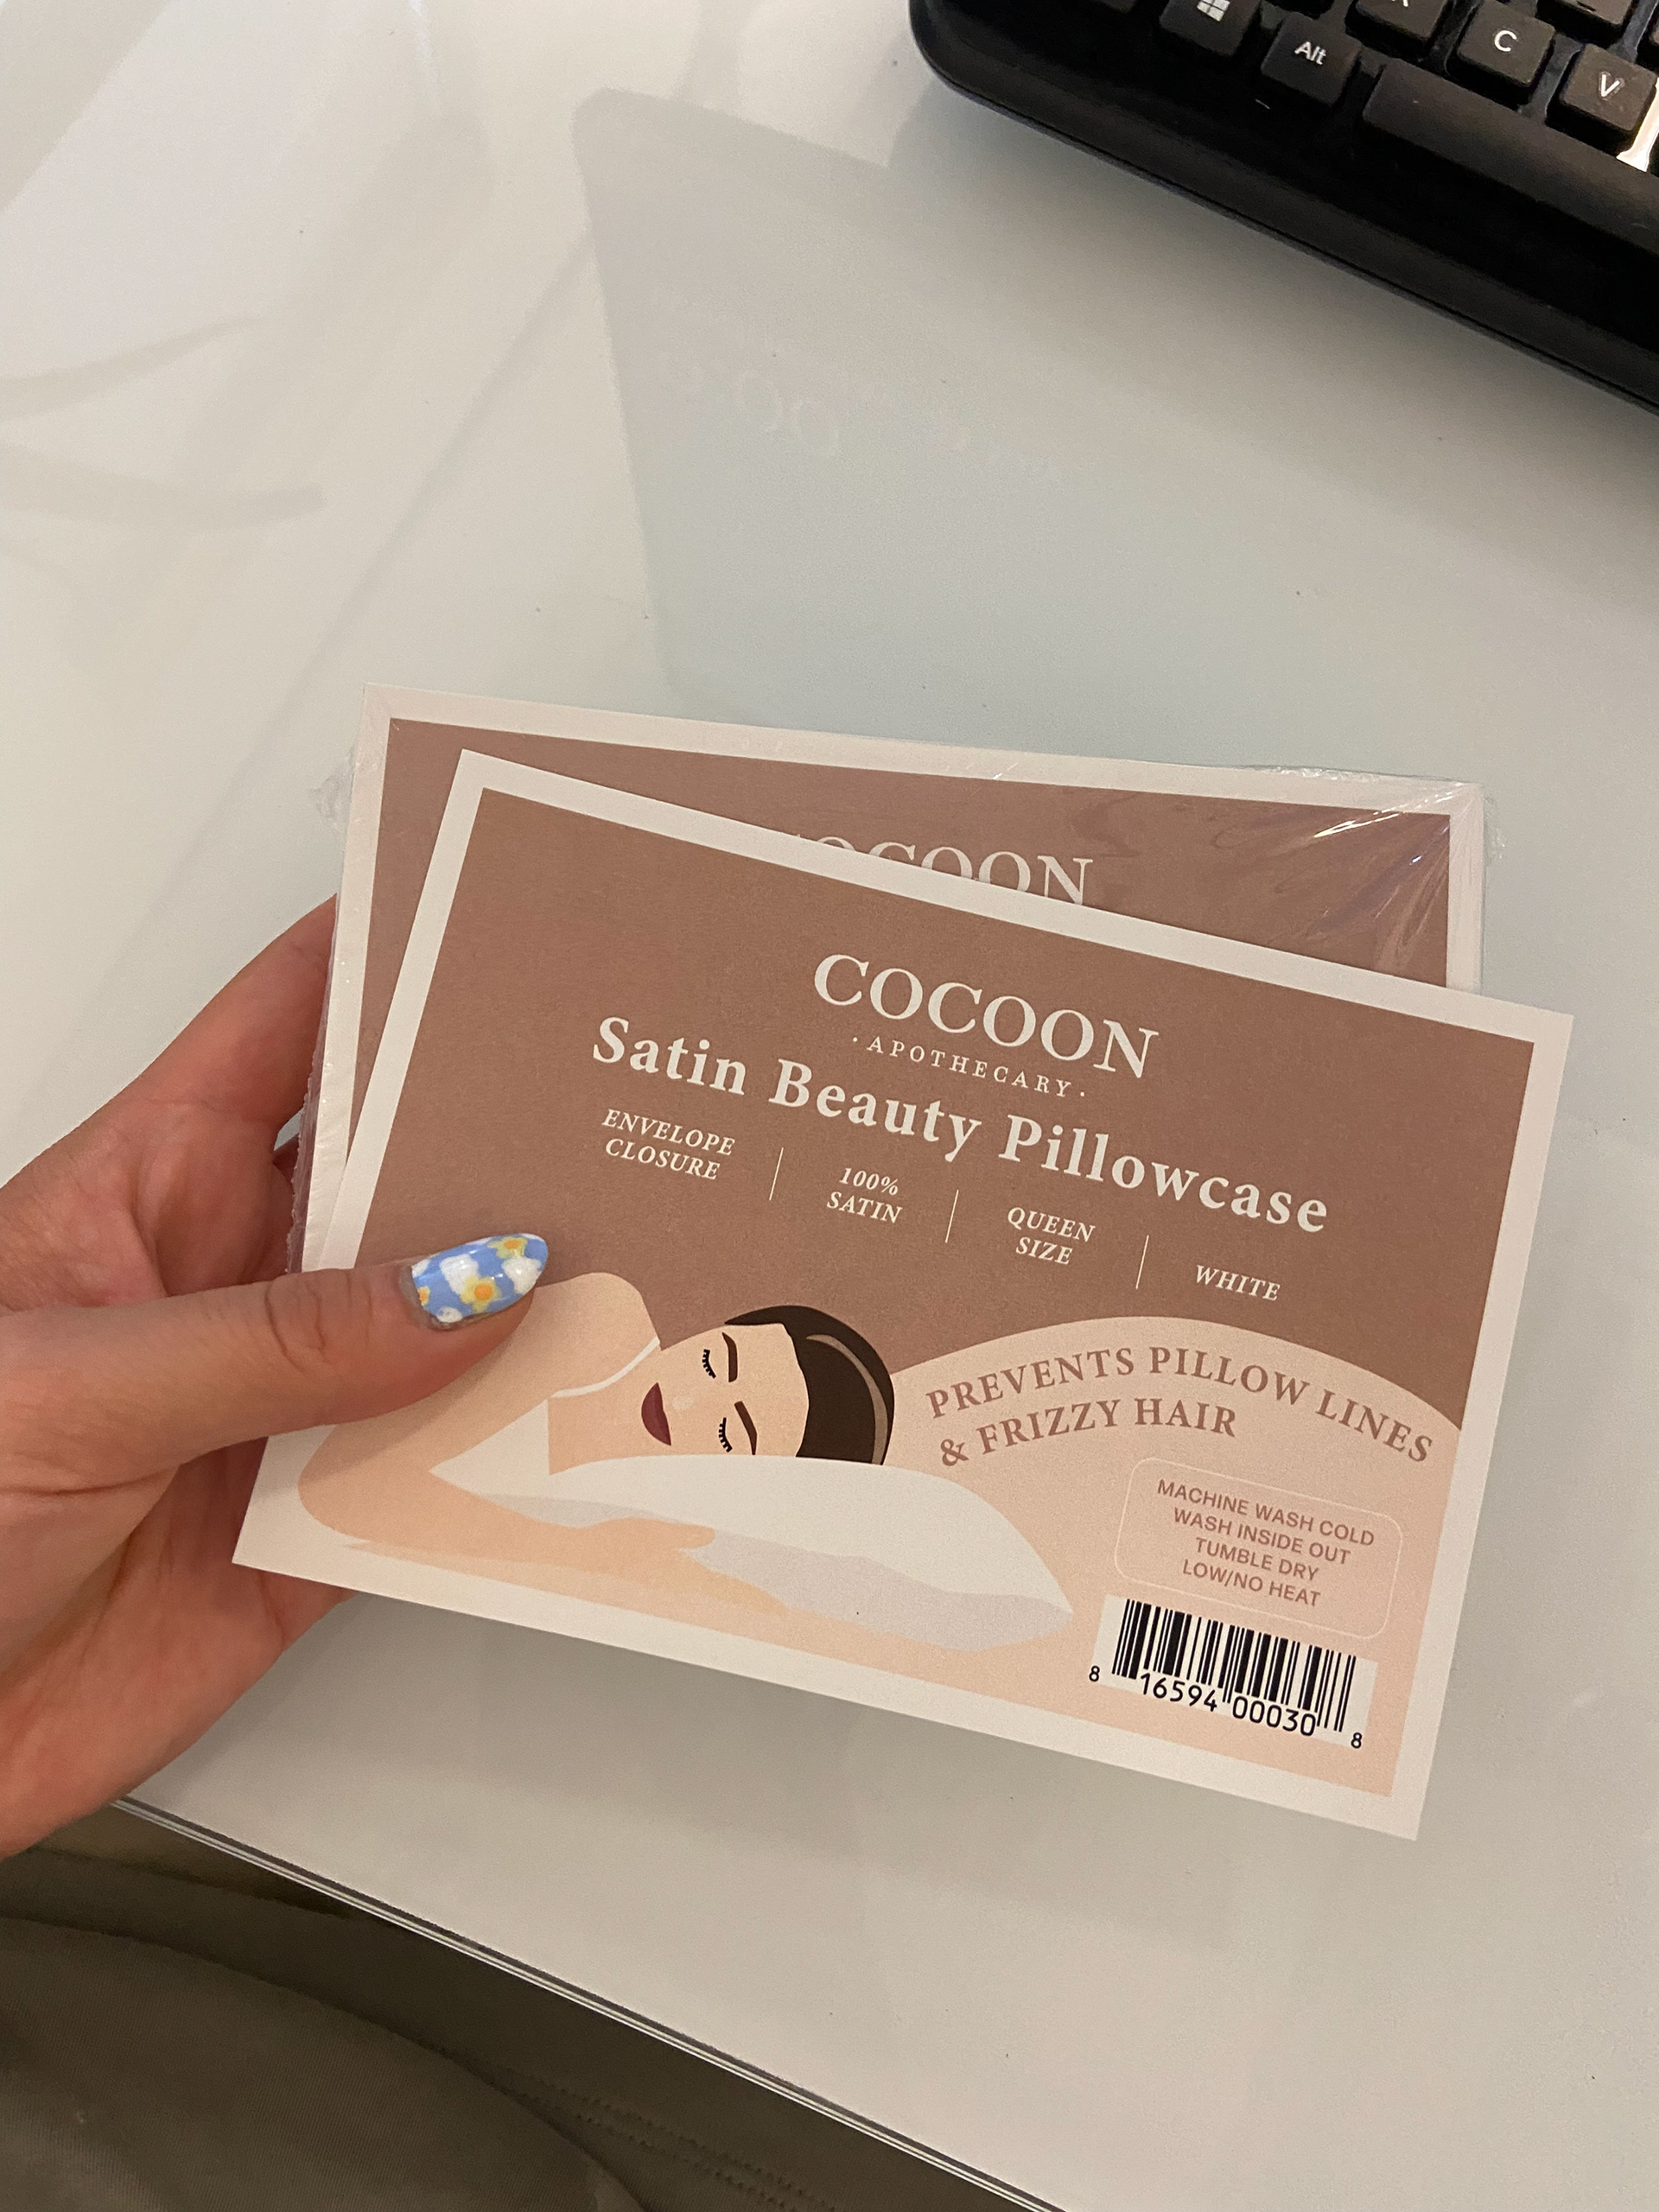 Alt
C
V
COCOON
COCOON
· APOTHECARY ·
Satin Beauty Pillowcase
ENVELOPE
CLOSURE
100%
SATIN
QUEEN
SIZE
WHITE
PREVENTS PILLOW LINES
& FRIZZY HAIR
MACHINE WASH COLD
WASH INSIDE OUT
TUMBLE DRY
LOW/NO HEAT
8 16594 00030 8